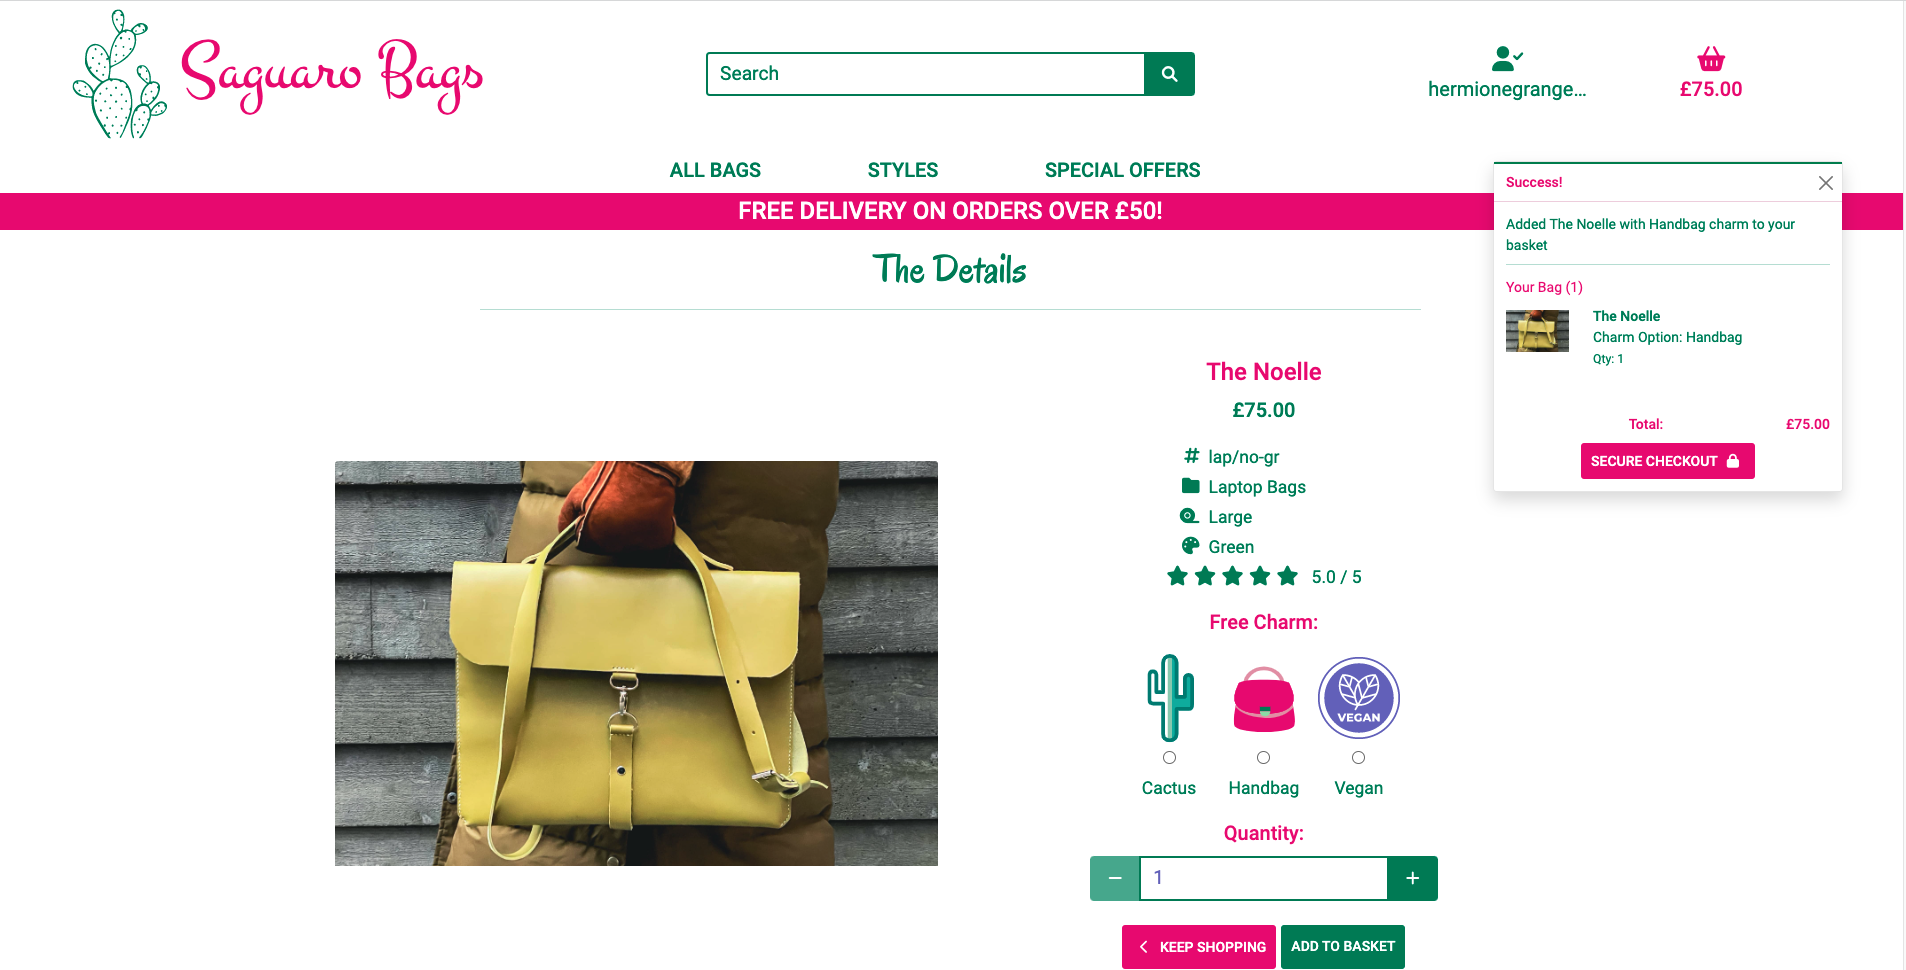 Saguaro Bags
Search
hermionegrange...
£75.00
ALL BAGS
STYLES
SPECIAL OFFERS
FREE DELIVERY ON ORDERS OVER £50!
Success!
Added The Noelle with Handbag charm to your
basket
Your Bag (1)
The Noelle
Charm Option: Handbag
Qty: 1
Total:
£75.00
SECURE CHECKOUT
The Details
The Noelle
£75.00
# lap/no-gr
Laptop Bags
Large
Green
5.0 / 5
Free Charm:
VEGAN
Cactus
Handbag
Vegan
Quantity:
− 1 +
KEEP SHOPPING
ADD TO BASKET